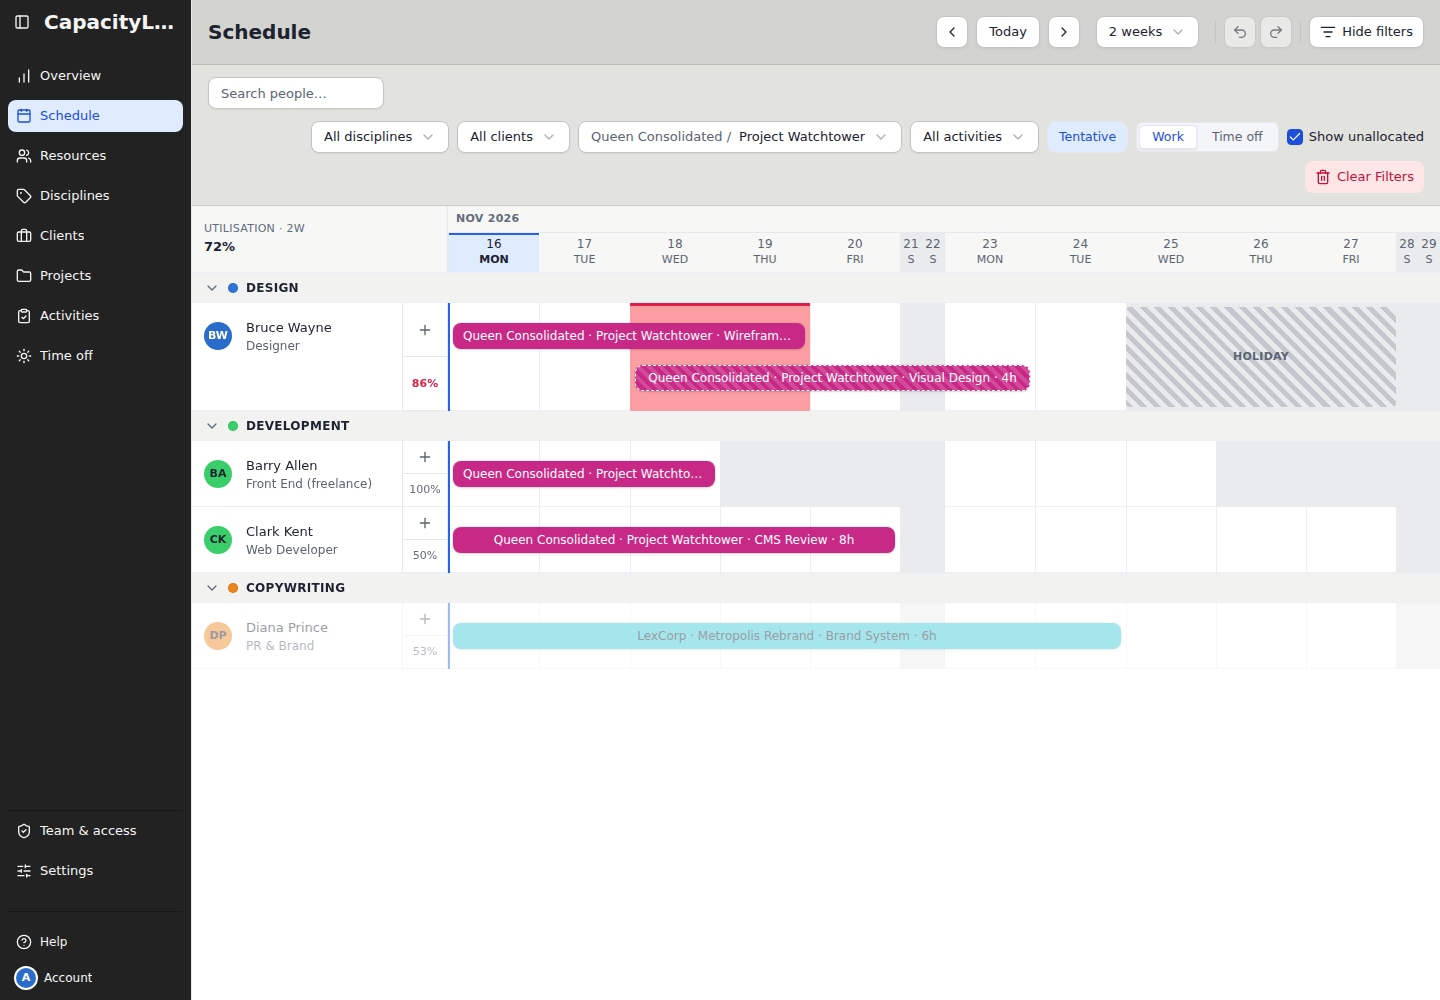 CapacityL…
Overview
Schedule
Resources
Disciplines
Clients
Projects
Activities
Time off
Team & access
Settings
Help
A Account
Schedule
Today
2 weeks
Hide filters
Search people…
All disciplines
All clients
Queen Consolidated / Project Watchtower
All activities
Tentative
Work
Time off
Show unallocated
Clear Filters
UTILISATION · 2W
72%
NOV 2026
16 17 18 19 20 21 22 23 24 25 26 27 28 29
MON TUE WED THU FRI S S MON TUE WED THU FRI S S
DESIGN
BW
Bruce Wayne
Designer
86%
Queen Consolidated · Project Watchtower · Wirefram…
Queen Consolidated · Project Watchtower · Visual Design · 4h
HOLIDAY
DEVELOPMENT
BA
Barry Allen
Front End (freelance)
100%
Queen Consolidated · Project Watchto…
CK
Clark Kent
Web Developer
50%
Queen Consolidated · Project Watchtower · CMS Review · 8h
COPYWRITING
DP
Diana Prince
PR & Brand
53%
LexCorp · Metropolis Rebrand · Brand System · 6h